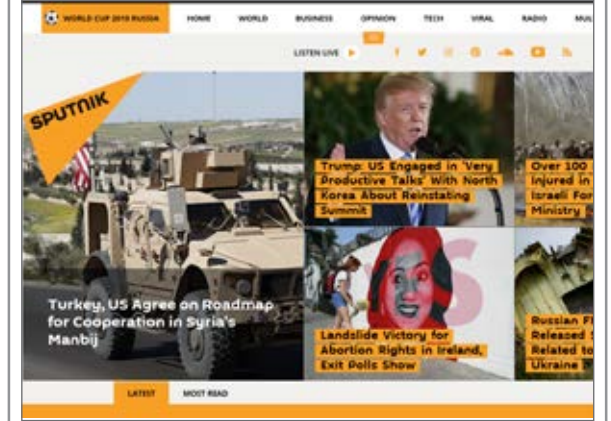 WORLD CUP 2018 RUSSIA HOME WORLD BUSINESS OPINION TECH VIRAL RADIO MUL
LISTEN LIVE
SPUTNIK
Turkey, US Agree on Roadmap
for Cooperation in Syria's
Manbij
Trump: US Engaged in 'Very
Productive Talks' With North
Korea About Reinstating
Summit
Over 100
Injured in
Israeli For
Ministry
YES
Landslide Victory for
Abortion Rights in Ireland,
Exit Polls Show
Russian
Released
Related to
Ukraine
LATEST MOST READ